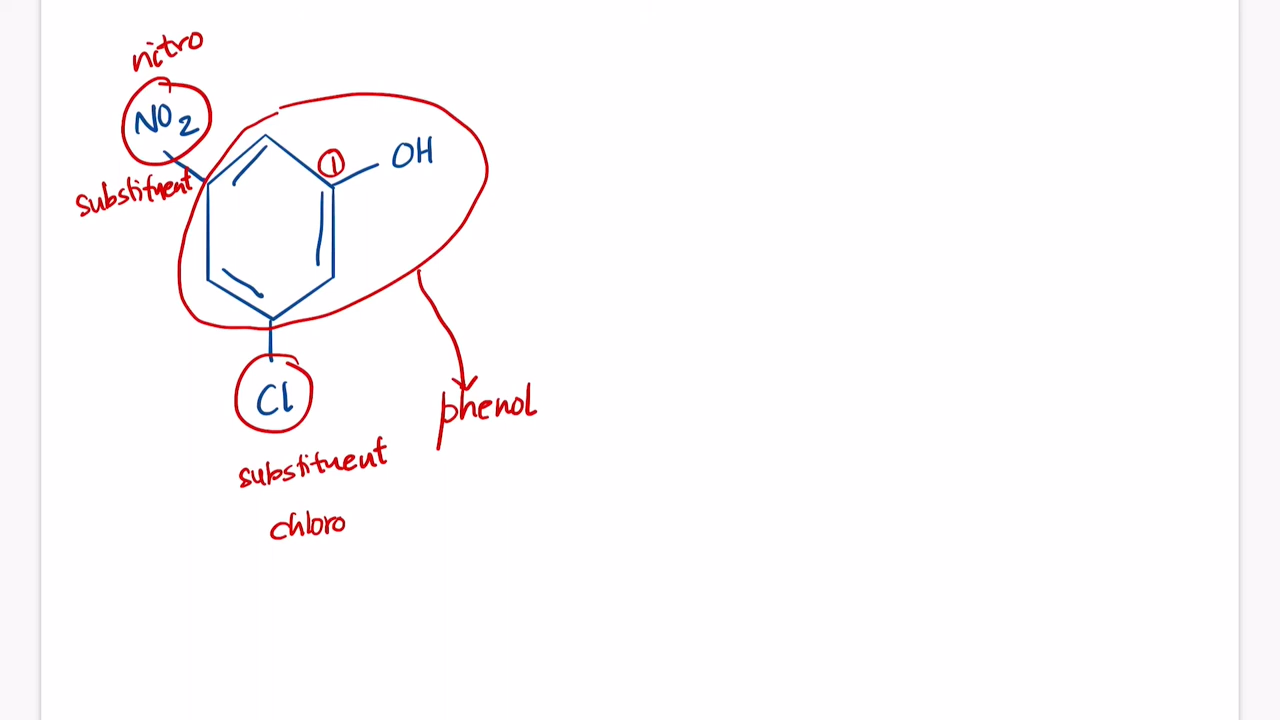 nitro
NO2
① OH
substituent
Cl
phenol
substituent
chloro